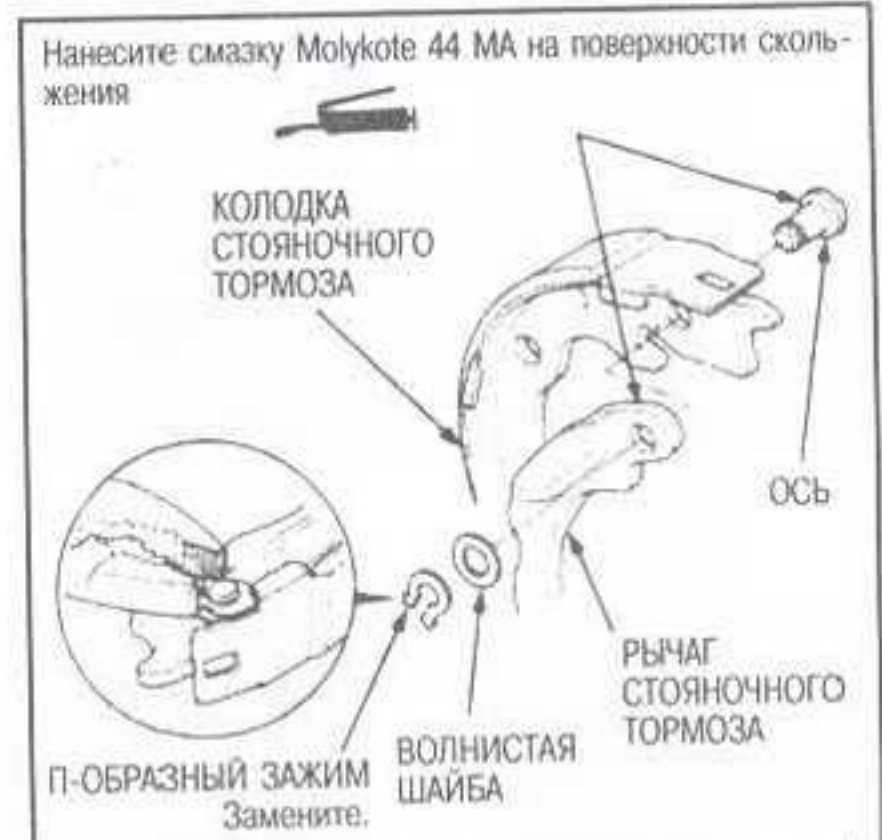 Нанесите смазку Molykote 44 MA на поверхности сколь-
жения
КОЛОДКА
СТОЯНОЧНОГО
ТОРМОЗА
ОСЬ
РЫЧАГ
СТОЯНОЧНОГО
ТОРМОЗА
ВОЛНИСТАЯ
ШАЙБА
П-ОБРАЗНЫЙ ЗАЖИМ
Замените.